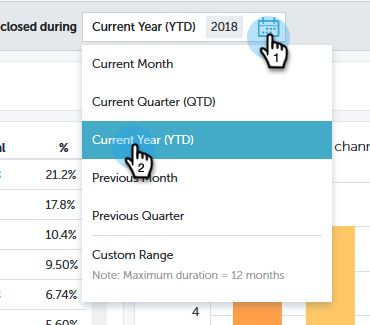 closed during Current Year (YTD) 2018
1
Current Month
Current Quarter (QTD)
Current Year (YTD)
2
Previous Month
Previous Quarter
Custom Range
Note: Maximum duration = 12 months
%
21.2%
17.8%
10.4%
9.50%
6.74%
5.60%
chann
4